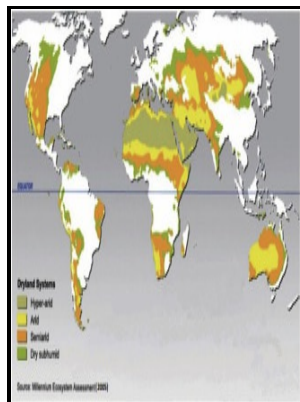 EQUATOR
Dryland Systems
Hyper-arid
Arid
Semiarid
Dry subhumid
Source: Millennium Ecosystem Assessment (2005)